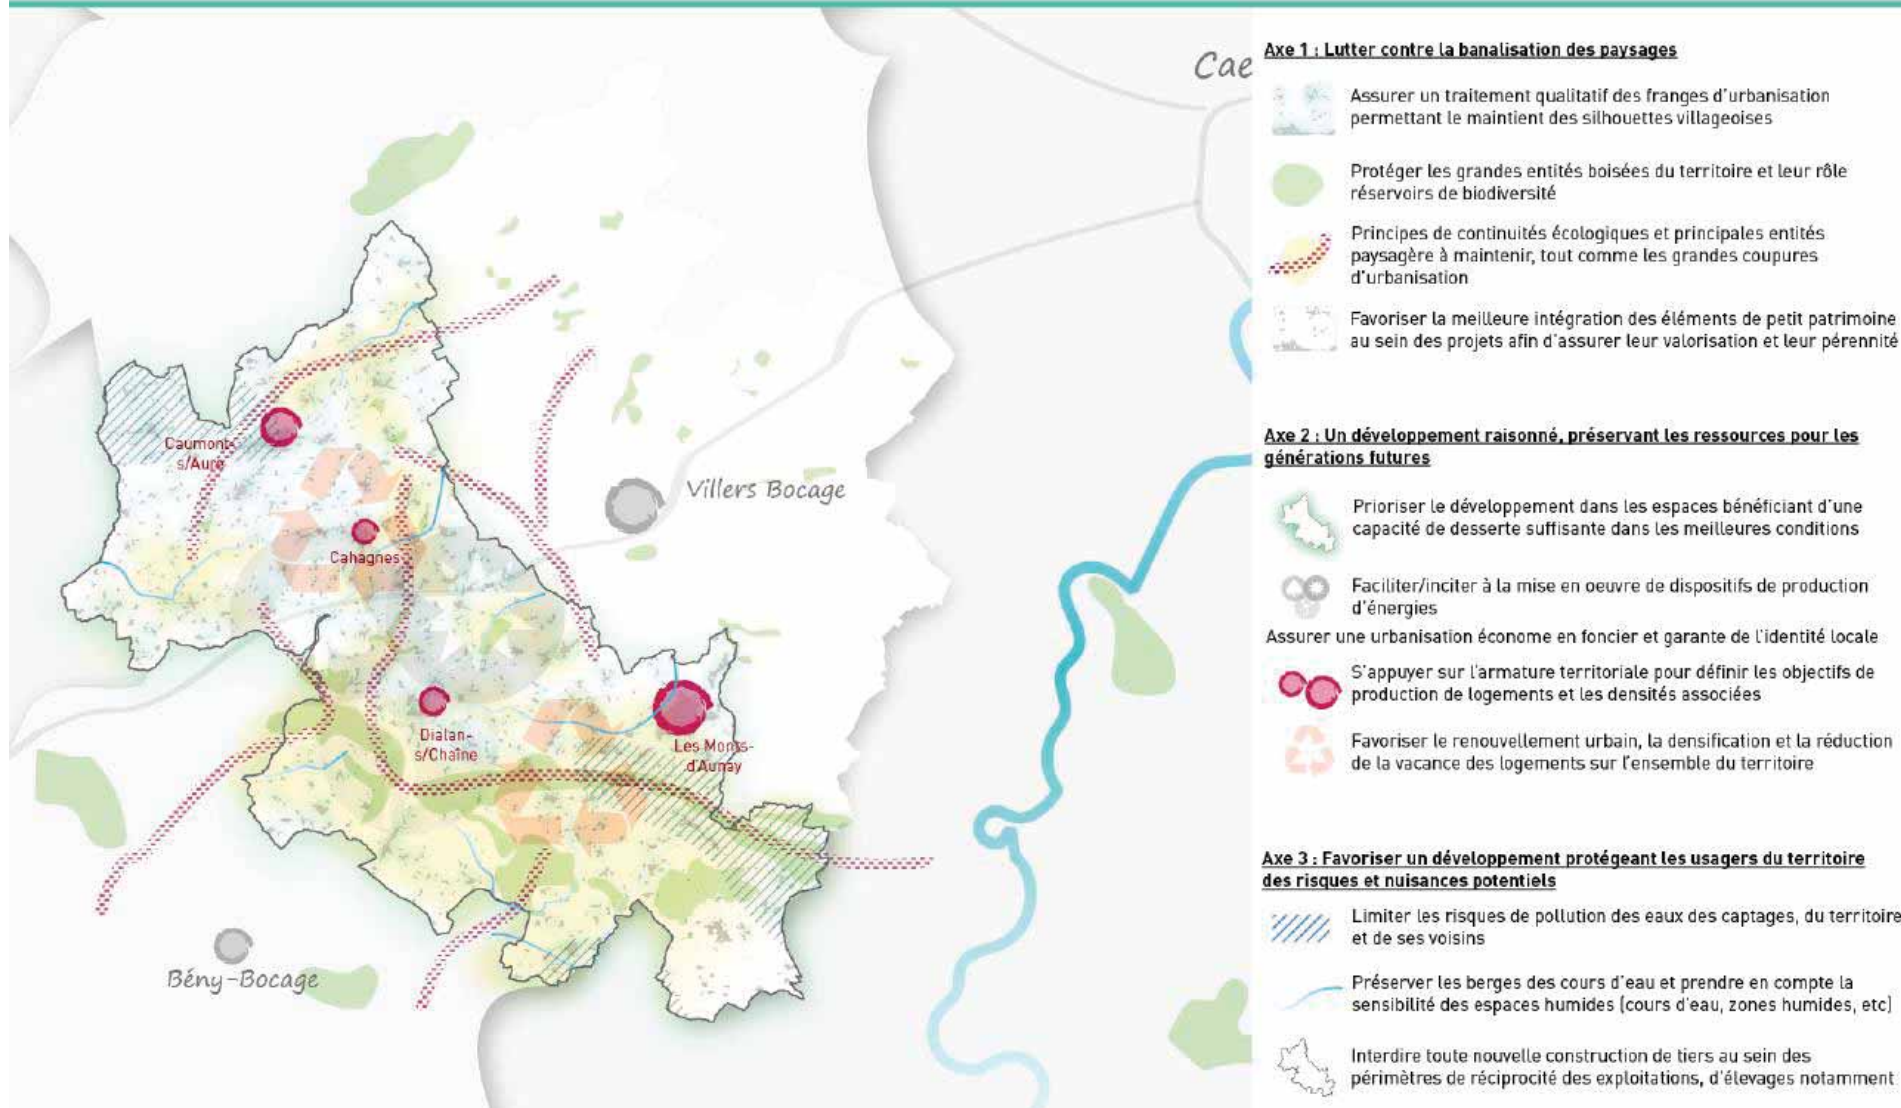 Cae
Caumont-
s/Aure
Cahagnes
Villers Bocage
Dialan-
s/Chaîne
Les Monts-
d'Aunay
Bény-Bocage
Axe 1 : Lutter contre la banalisation des paysages
Assurer un traitement qualitatif des franges d'urbanisation
permettant le maintient des silhouettes villageoises
Protéger les grandes entités boisées du territoire et leur rôle
réservoirs de biodiversité
Principes de continuités écologiques et principales entités
paysagère à maintenir, tout comme les grandes coupures
d'urbanisation
Favoriser la meilleure intégration des éléments de petit patrimoine
au sein des projets afin d'assurer leur valorisation et leur pérennité
Axe 2 : Un développement raisonné, préservant les ressources pour les
générations futures
Prioriser le développement dans les espaces bénéficiant d'une
capacité de desserte suffisante dans les meilleures conditions
Faciliter/inciter à la mise en oeuvre de dispositifs de production
d'énergies
Assurer une urbanisation économe en foncier et garante de l'identité locale
S'appuyer sur l'armature territoriale pour définir les objectifs de
production de logements et les densités associées
Favoriser le renouvellement urbain, la densification et la réduction
de la vacance des logements sur l'ensemble du territoire
Axe 3 : Favoriser un développement protégeant les usagers du territoire
des risques et nuisances potentiels
Limiter les risques de pollution des eaux des captages, du territoire
et de ses voisins
Préserver les berges des cours d'eau et prendre en compte la
sensibilité des espaces humides (cours d'eau, zones humides, etc)
Interdire toute nouvelle construction de tiers au sein des
périmètres de réciprocité des exploitations, d'élevages notamment